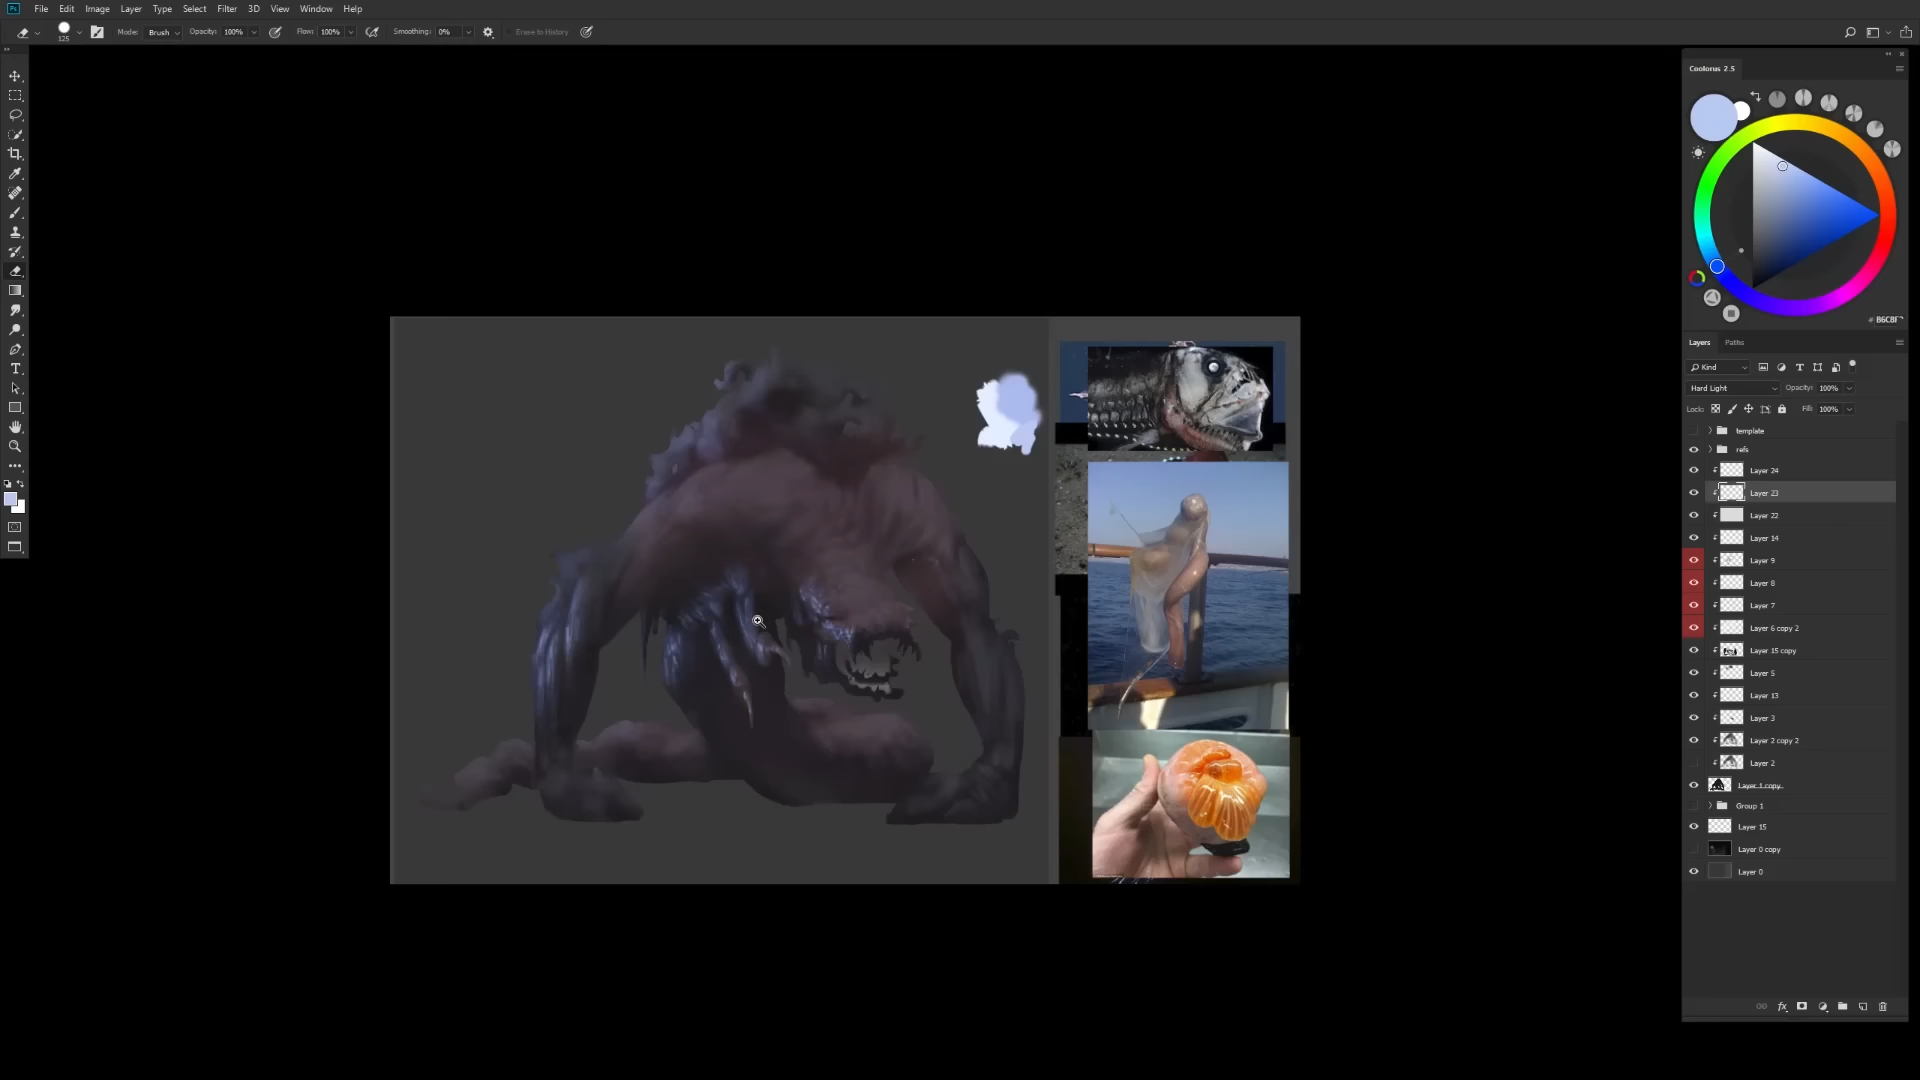 Ps File Edit Image Layer Type Select Filter 3D View Window Help
125 Mode: Brush Opacity: 100% Flow: 100% Smoothing: 0% Erase to History
Coolorus 2.5
Layers Paths
Kind
Hard Light Opacity: 100%
Lock: Fill: 100%
template
refs
Layer 24
Layer 23
Layer 22
Layer 14
Layer 9
Layer 8
Layer 7
Layer 6 copy 2
Layer 15 copy
Layer 5
Layer 13
Layer 3
Layer 2 copy 2
Layer 2
Layer 1 copy
Group 1
Layer 15
Layer 0 copy
Layer 0